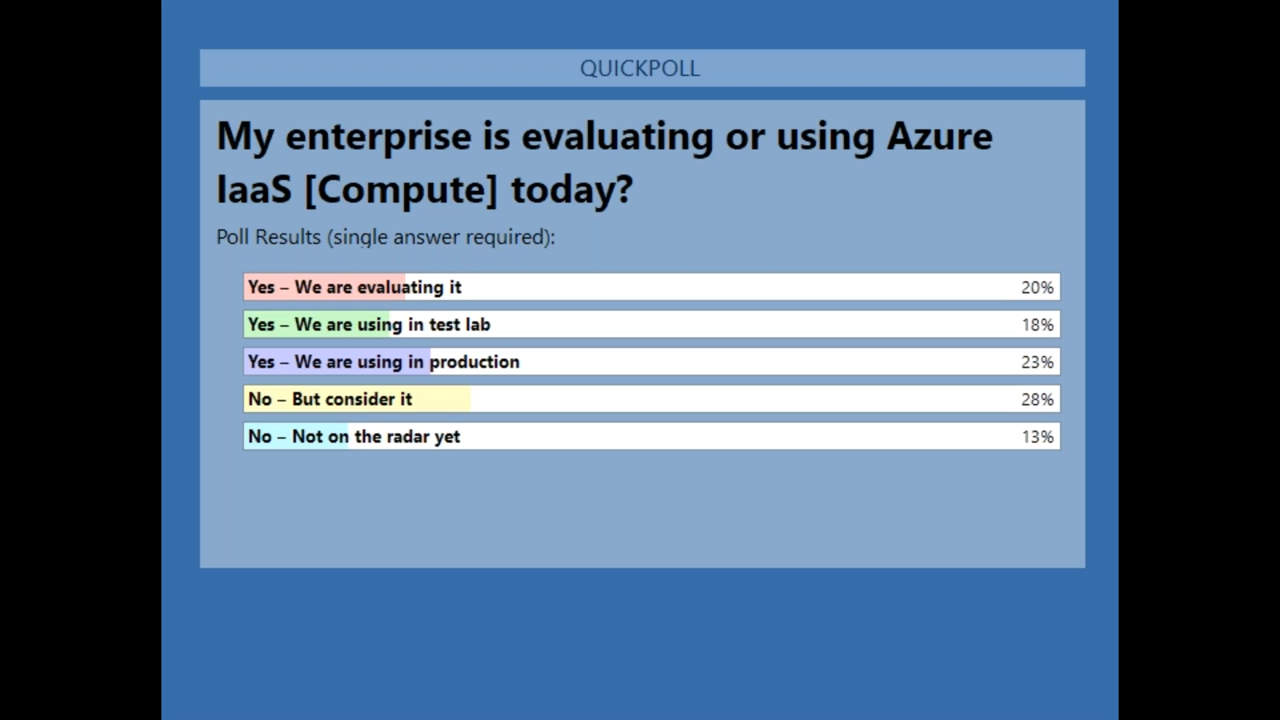 QUICKPOLL
My enterprise is evaluating or using Azure
IaaS [Compute] today?
Poll Results (single answer required):
Yes – We are evaluating it 20%
Yes – We are using in test lab 18%
Yes – We are using in production 23%
No – But consider it 28%
No – Not on the radar yet 13%